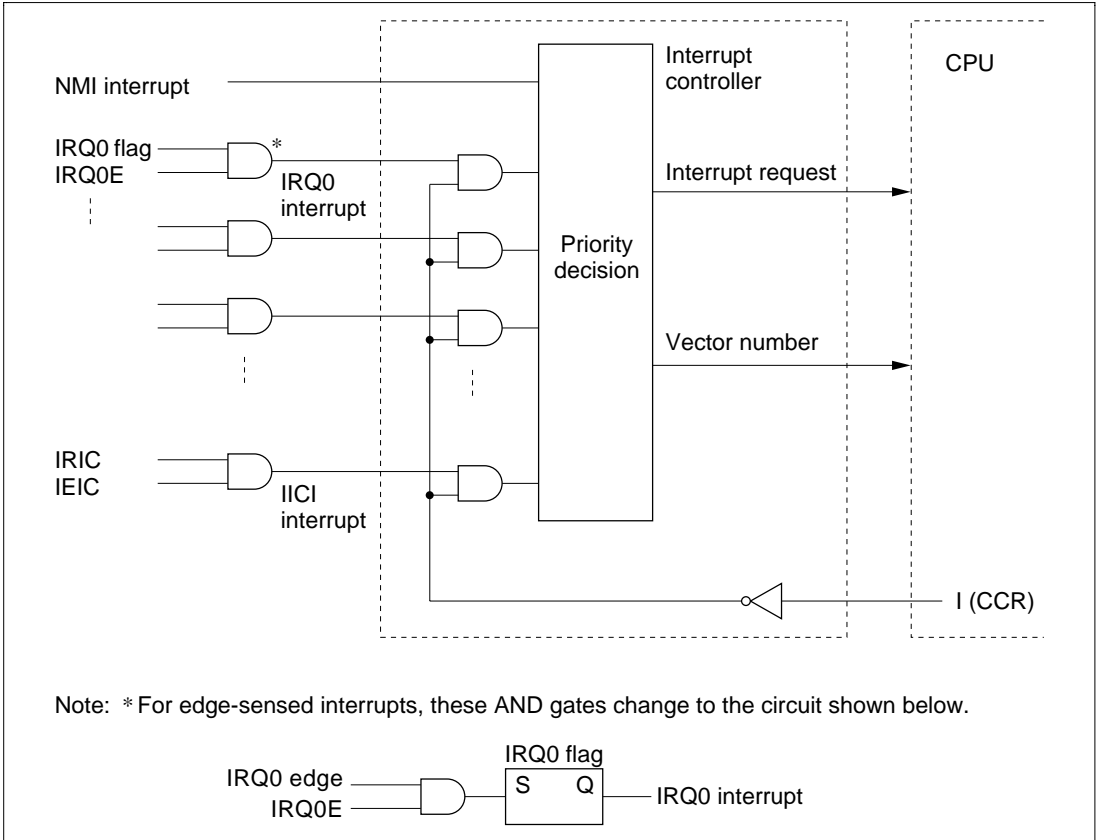 NMI interrupt
IRQ0 flag
IRQ0E
*
IRQ0
interrupt
IRIC
IEIC
IICI
interrupt
Priority
decision
Interrupt
controller
Interrupt request
Vector number
CPU
I (CCR)
Note: * For edge-sensed interrupts, these AND gates change to the circuit shown below.
IRQ0 edge
IRQ0E
IRQ0 flag
S Q
IRQ0 interrupt